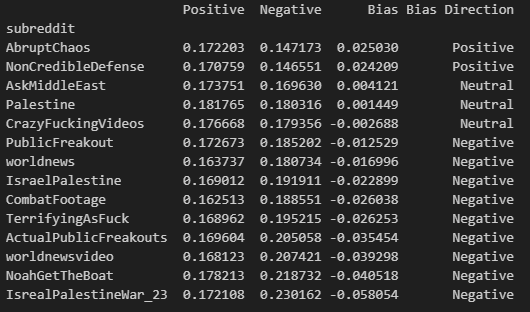 Positive Negative Bias Bias Direction
subreddit
AbruptChaos 0.172203 0.147173 0.025030 Positive
NonCredibleDefense 0.170759 0.146551 0.024209 Positive
AskMiddleEast 0.173751 0.169630 0.004121 Neutral
Palestine 0.181765 0.180316 0.001449 Neutral
CrazyFuckingVideos 0.176668 0.179356 -0.002688 Neutral
PublicFreakout 0.172673 0.185202 -0.012529 Negative
worldnews 0.163737 0.180734 -0.016996 Negative
IsraelPalestine 0.169012 0.191911 -0.022899 Negative
CombatFootage 0.162513 0.188551 -0.026038 Negative
TerrifyingAsFuck 0.168962 0.195215 -0.026253 Negative
ActualPublicFreakouts 0.169604 0.205058 -0.035454 Negative
worldnewsvideo 0.168123 0.207421 -0.039298 Negative
NoahGetTheBoat 0.178213 0.218732 -0.040518 Negative
IsrealPalestineWar_23 0.172108 0.230162 -0.058054 Negative